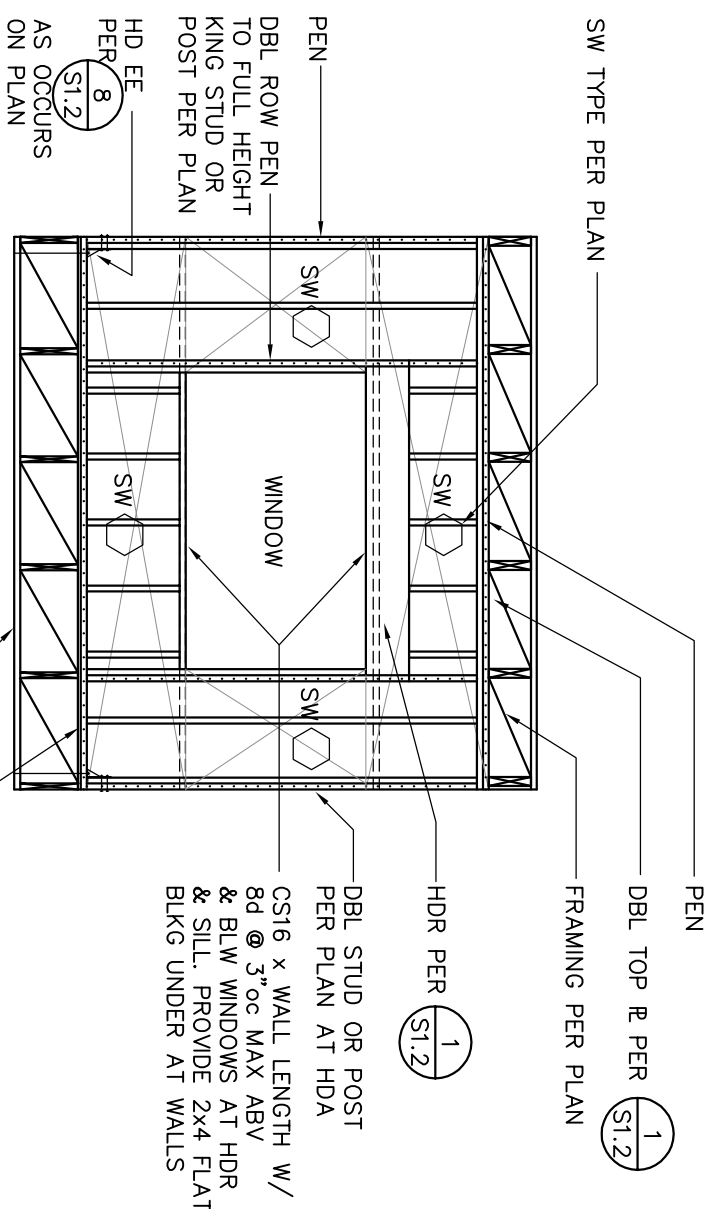 SW TYPE PER PLAN
PEN
DBL ROW PEN
TO FULL HEIGHT
KING STUD OR
POST PER PLAN
HD EE
PER
8
S1.2
AS OCCURS
ON PLAN
SW
SW
SW
SW
WINDOW
PEN
DBL TOP PL PER
1
S1.2
FRAMING PER PLAN
HDR PER
1
S1.2
DBL STUD OR POST
PER PLAN AT HDA
CS16 x WALL LENGTH W/
8d @ 3"oc MAX ABV
& BLW WINDOWS AT HDR
& SILL. PROVIDE 2x4 FLAT
BLKG UNDER AT WALLS